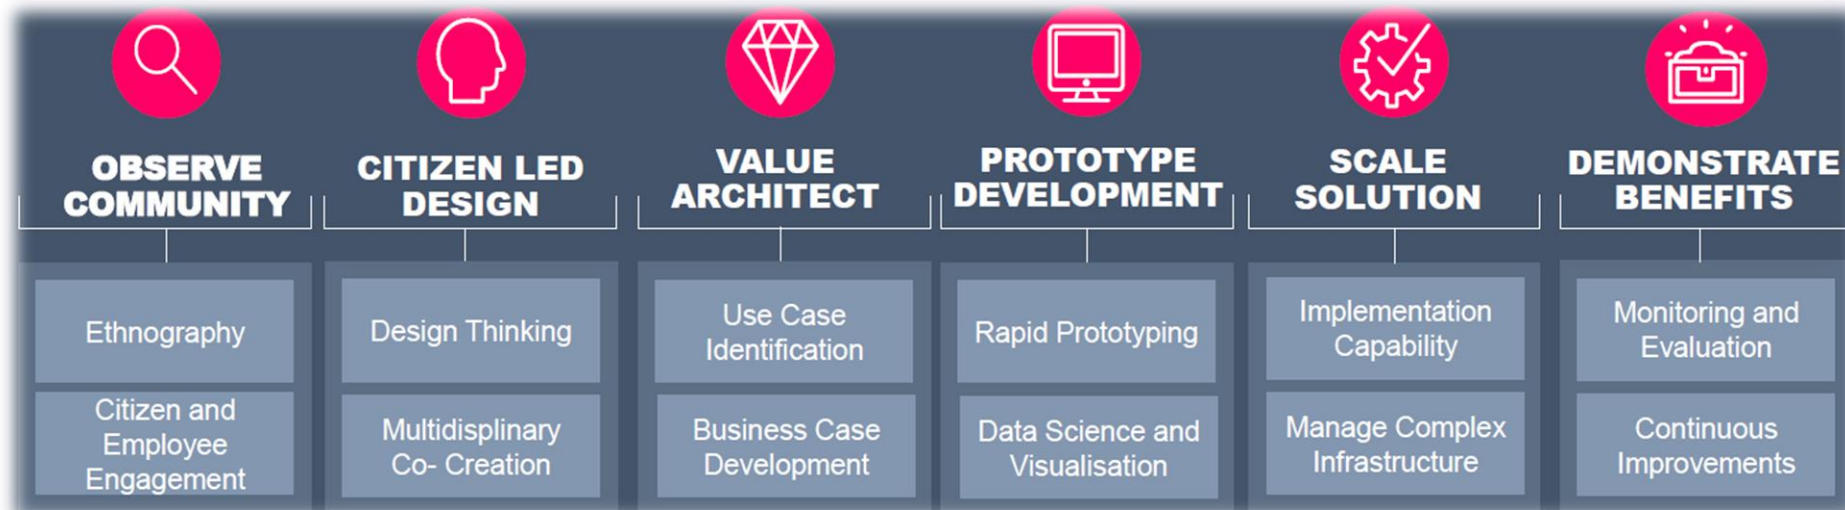 OBSERVE
COMMUNITY
Ethnography
Citizen and
Employee
Engagement
CITIZEN LED
DESIGN
Design Thinking
Multidisplinary
Co- Creation
VALUE
ARCHITECT
Use Case
Identification
Business Case
Development
PROTOTYPE
DEVELOPMENT
Rapid Prototyping
Data Science and
Visualisation
SCALE
SOLUTION
Implementation
Capability
Manage Complex
Infrastructure
DEMONSTRATE
BENEFITS
Monitoring and
Evaluation
Continuous
Improvements